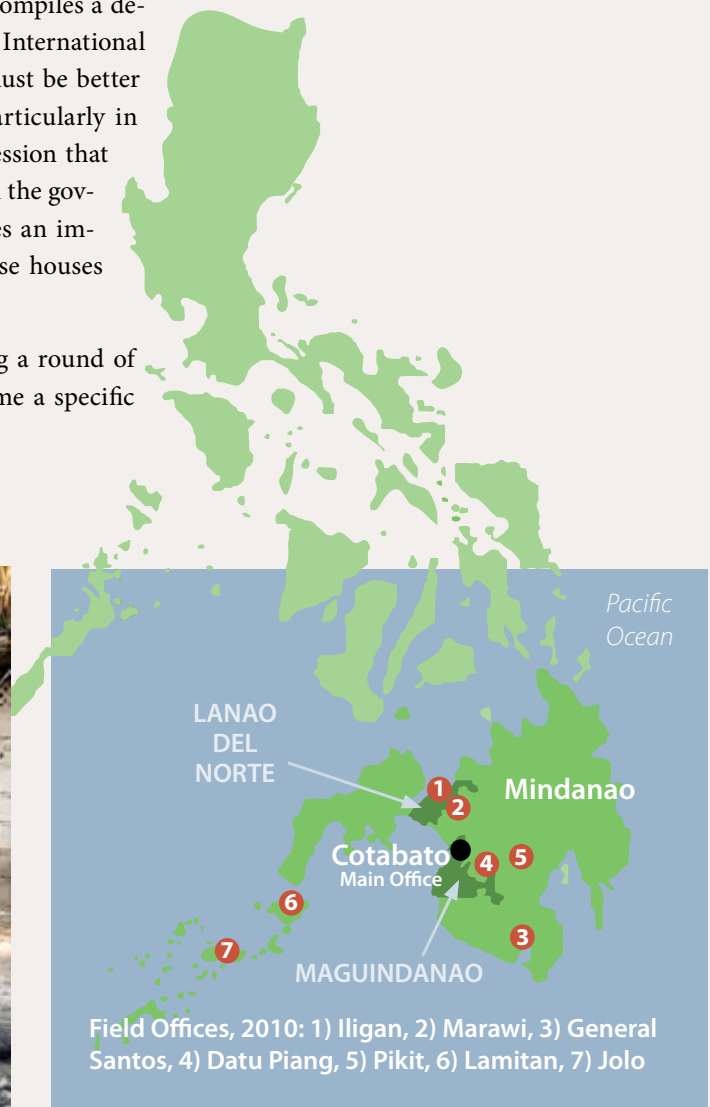 ompiles a de-
International
ust be better
articularly in
ession that
the gov-
es an im-
se houses
g a round of
me a specific
Pacific
Ocean
LANAO
DEL
NORTE
1
2
Mindanao
Cotabato
Main Office
4
5
6
3
7
MAGUINDANAO
Field Offices, 2010: 1) Iligan, 2) Marawi, 3) General
Santos, 4) Datu Piang, 5) Pikit, 6) Lamitan, 7) Jolo